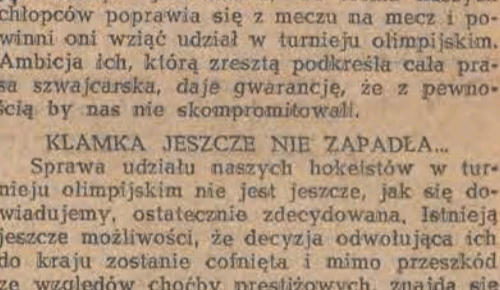 chłopców poprawia się z meczu na mecz i po-
winni oni wziąć udział w turnieju olimpijskim.
Ambicja ich, którą zresztą podkreśla cała pra-
sa szwajcarska, daje gwarancję, że z pewno-
ścią by nas nie skompromitowali.
KLAMKA JESZCZE NIE ZAPADŁA...
Sprawa udziału naszych hokeistów w tur-
nieju olimpijskim nie jest jeszcze, jak się do-
wiadujemy, ostatecznie zdecydowana. Istnieją
jeszcze możliwości, że decyzja odwołująca ich
do kraju zostanie cofnięta i mimo przeszkód
ze względów choćby prestiżowych, znajdą się